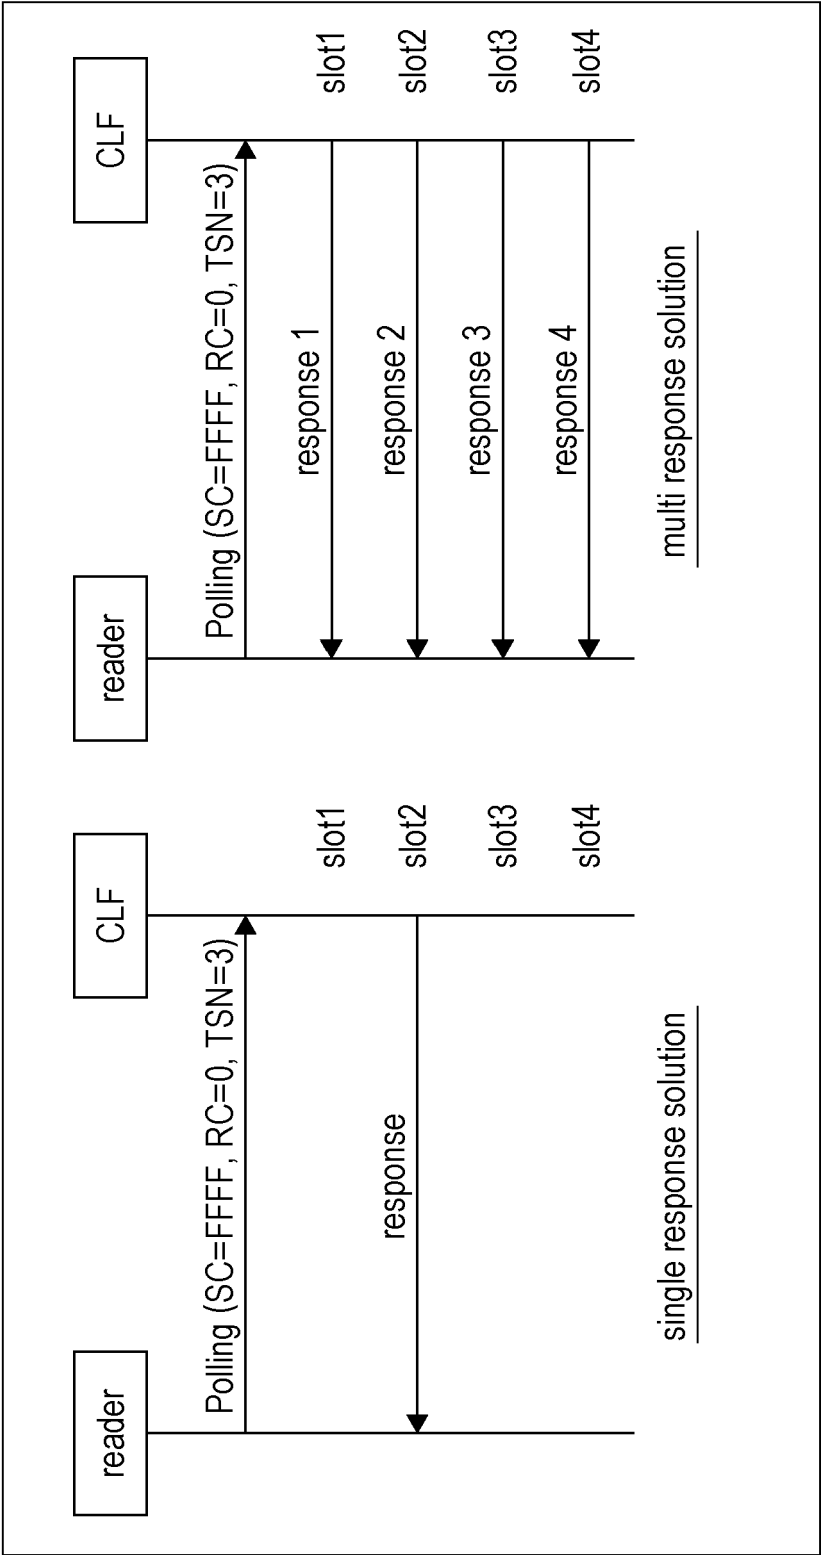 reader
CLF
Polling (SC=FFFF, RC=0, TSN=3)
slot1
response
slot2
slot3
slot4
single response solution
reader
CLF
Polling (SC=FFFF, RC=0, TSN=3)
response 1
slot1
response 2
slot2
response 3
slot3
response 4
slot4
multi response solution